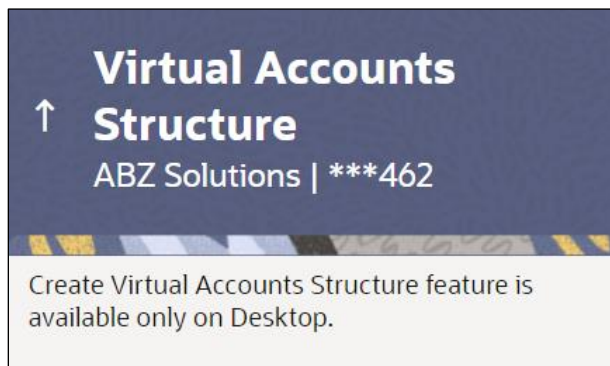 Virtual Accounts
Structure
ABZ Solutions | ***462
Create Virtual Accounts Structure feature is
available only on Desktop.